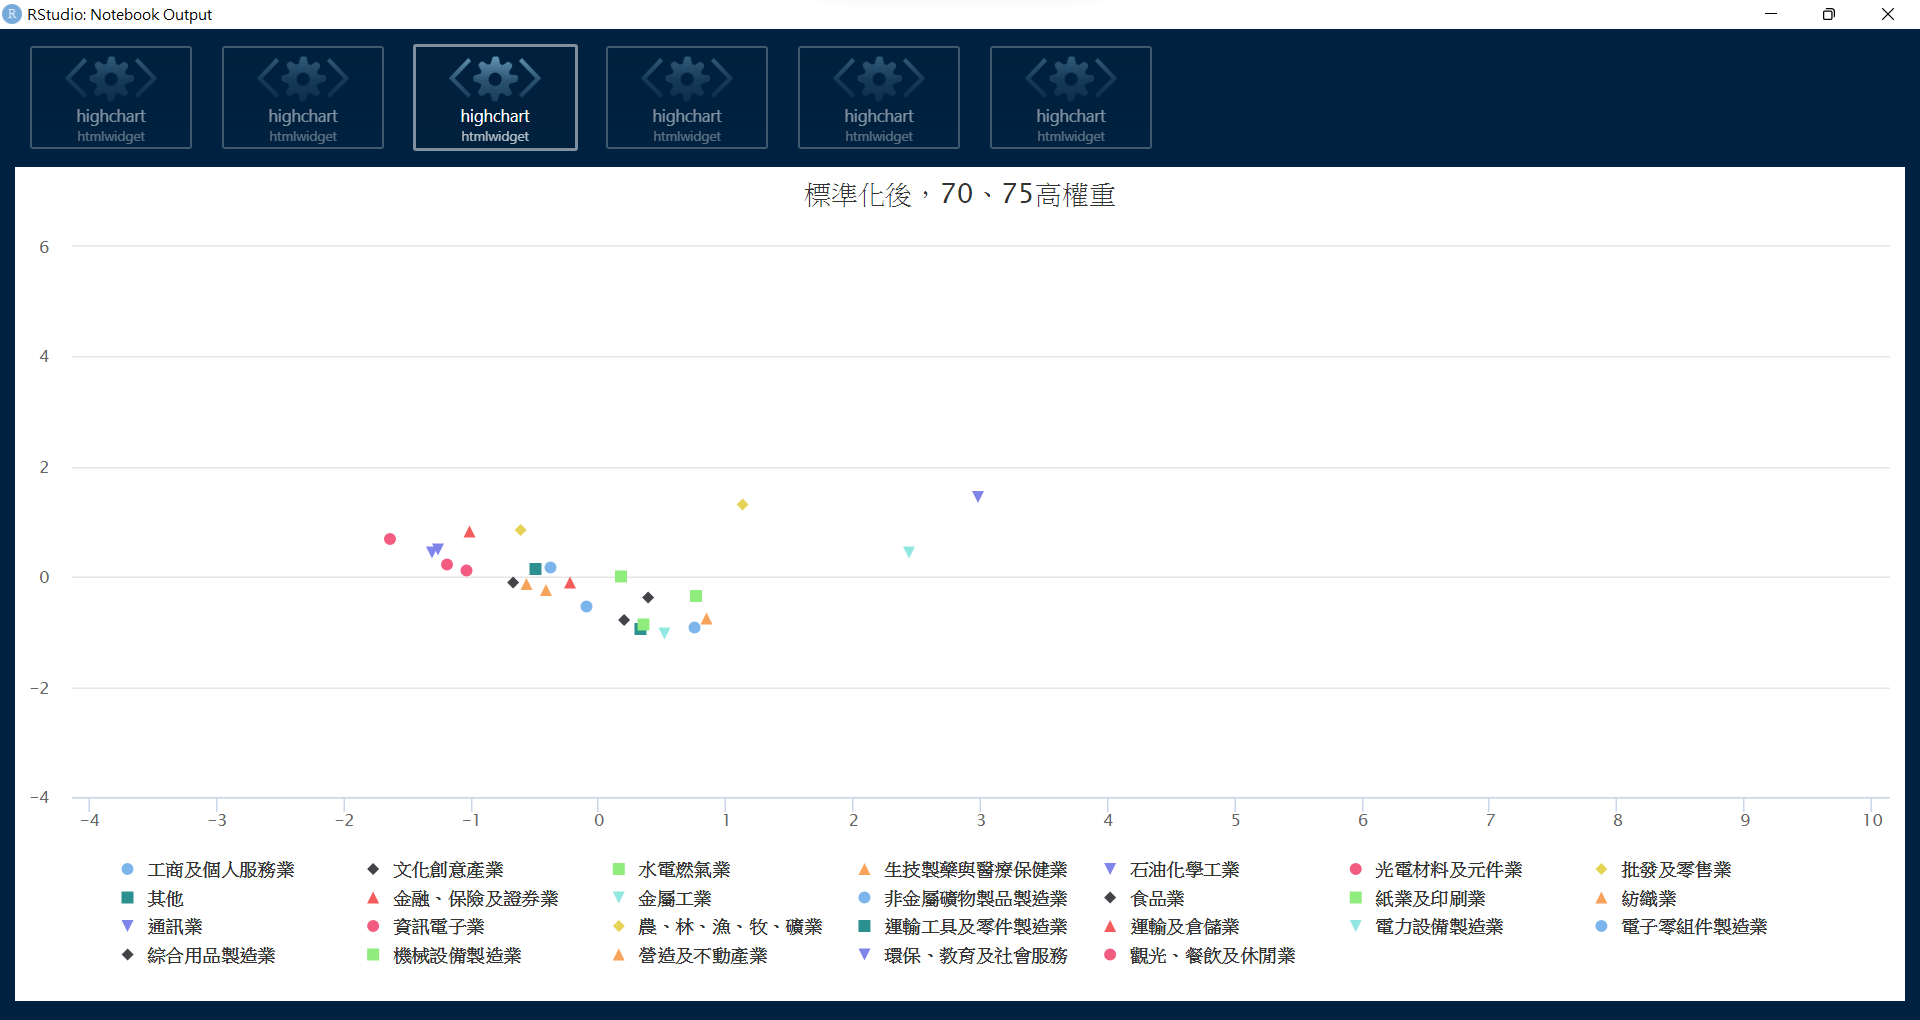 RStudio: Notebook Output
highchart highchart highchart highchart highchart highchart
htmlwidget htmlwidget htmlwidget htmlwidget htmlwidget htmlwidget
標準化後，70、75高權重
6
4
2
0
-2
-4
-4 -3 -2 -1 0 1 2 3 4 5 6 7 8 9 10
工商及個人服務業 文化創意產業 水電燃氣業 生技製藥與醫療保健業 石油化學工業 光電材料及元件業 批發及零售業
其他 金融、保險及證券業 金屬工業 非金屬礦物製品製造業 食品業 紙業及印刷業 紡織業
通訊業 資訊電子業 農、林、漁、牧、礦業 運輸工具及零件製造業 運輸及倉儲業 電力設備製造業 電子零組件製造業
綜合用品製造業 機械設備製造業 營造及不動產業 環保、教育及社會服務 觀光、餐飲及休閒業